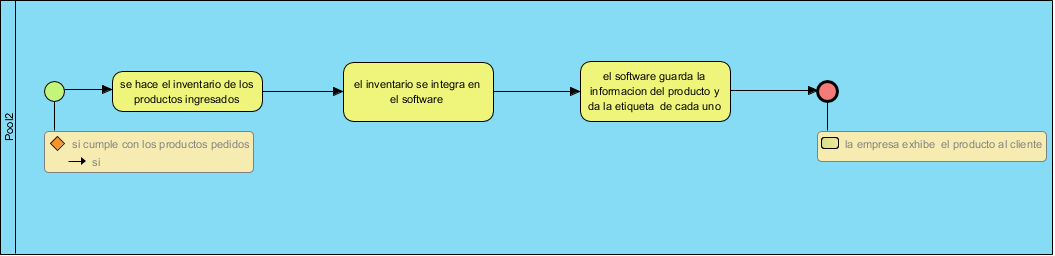 Pool2
se hace el inventario de los
productos ingresados
el inventario se integra en
el software
el software guarda la
informacion del producto y
da la etiqueta de cada uno
si cumple con los productos pedidos
si
la empresa exhibe el producto al cliente